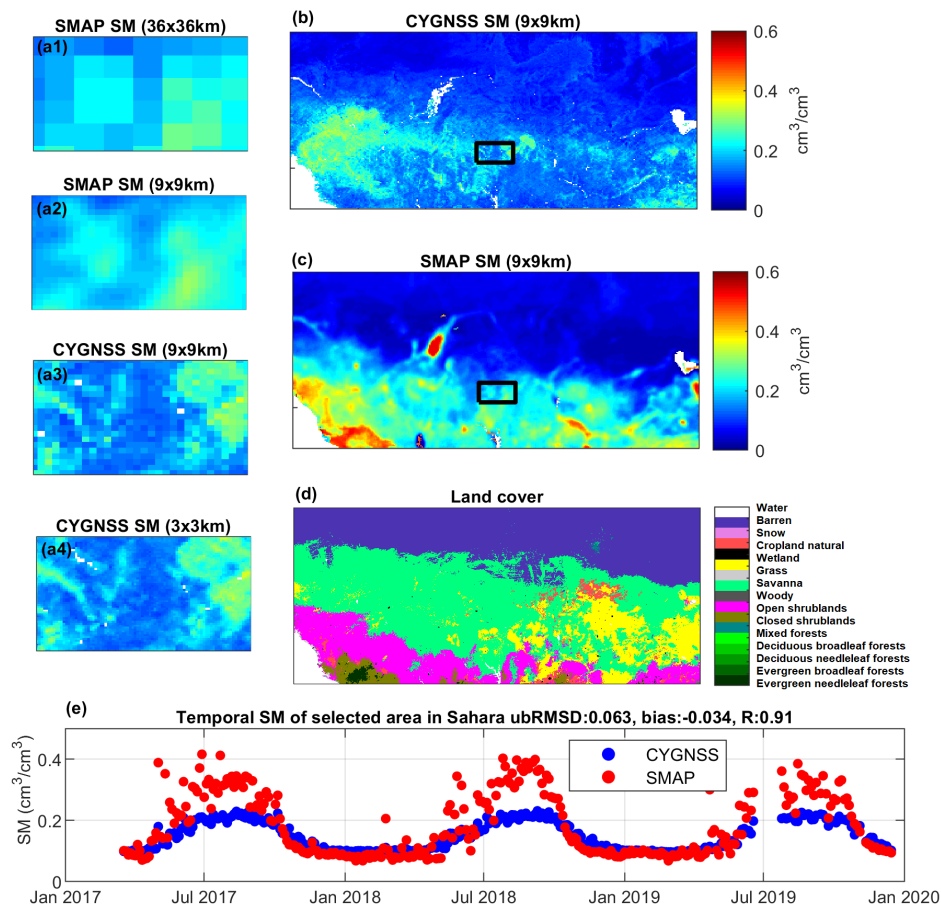 SMAP SM (36x36km)
(a1)
SMAP SM (9x9km)
(a2)
CYGNSS SM (9x9km)
(a3)
CYGNSS SM (3x3km)
(a4)
(b)
CYGNSS SM (9x9km)
0.6
0.4
0.2
0
cm³/cm³
(c)
SMAP SM (9x9km)
0.6
0.4
0.2
0
cm³/cm³
(d)
Land cover
Water
Barren
Snow
Cropland natural
Wetland
Grass
Savanna
Woody
Open shrublands
Closed shrublands
Mixed forests
Deciduous broadleaf forests
Deciduous needleleaf forests
Evergreen broadleaf forests
Evergreen needleleaf forests
(e)
Temporal SM of selected area in Sahara ubRMSD:0.063, bias:-0.034, R:0.91
SM (cm³/cm³)
0.4
0.2
0
CYGNSS
SMAP
Jan 2017
Jul 2017
Jan 2018
Jul 2018
Jan 2019
Jul 2019
Jan 2020